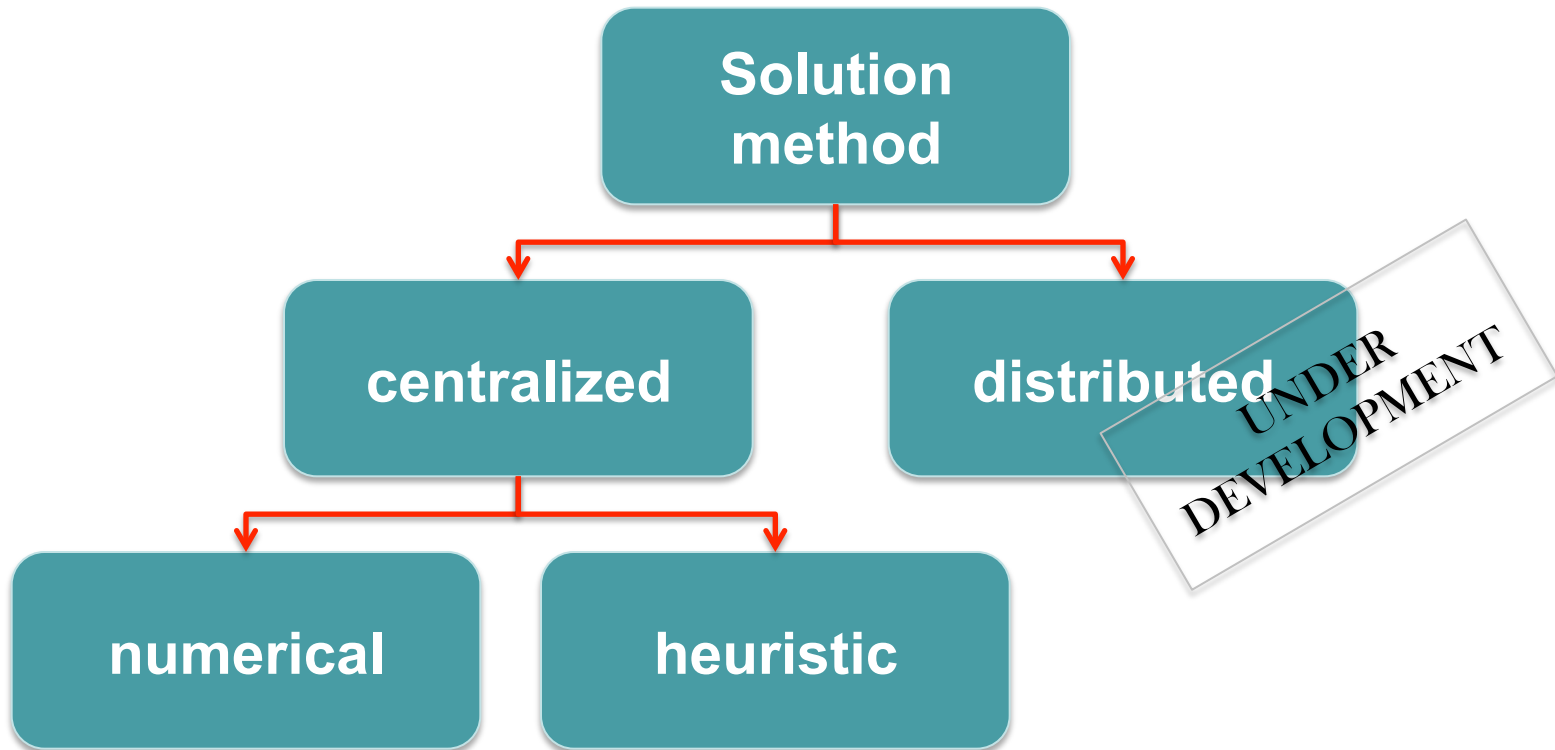 Solution
method
centralized
distributed
UNDER
DEVELOPMENT
numerical
heuristic